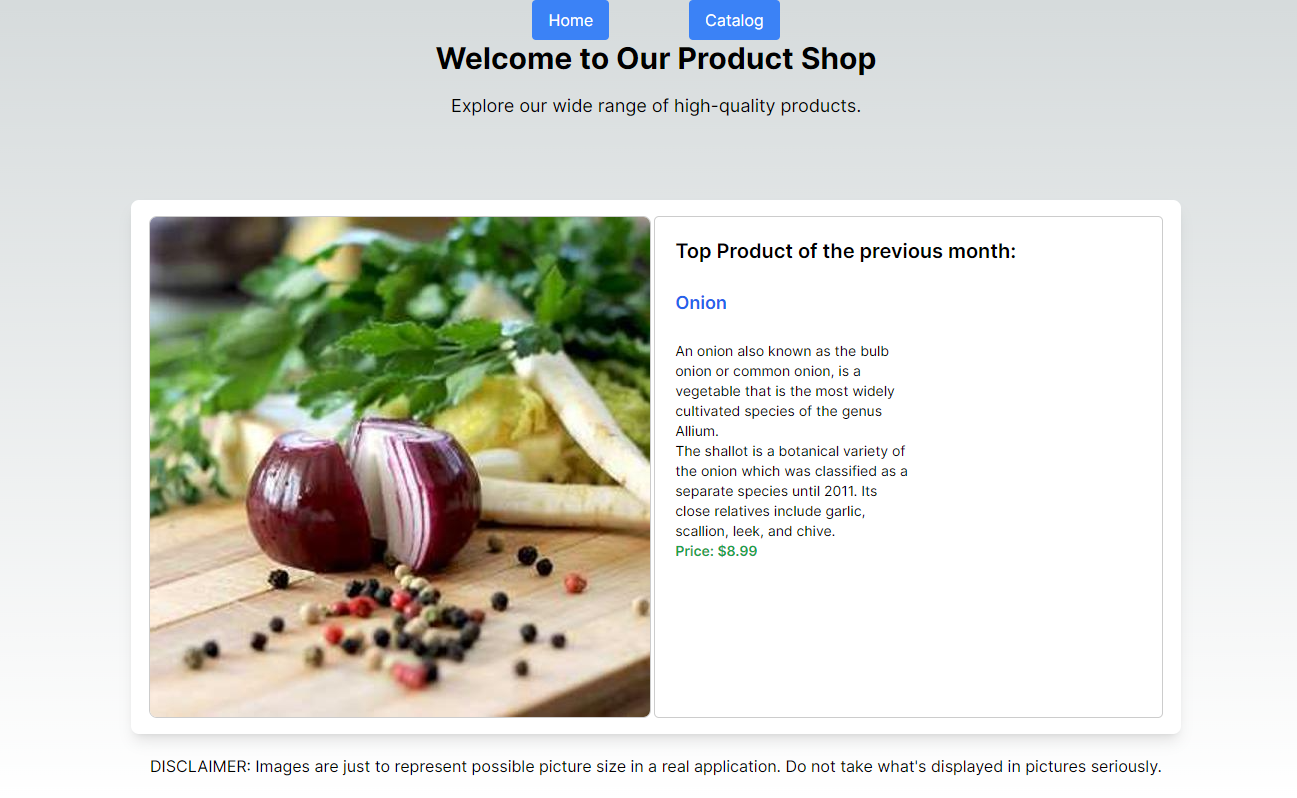 Home
Catalog
Welcome to Our Product Shop
Explore our wide range of high-quality products.
Top Product of the previous month:
Onion
An onion also known as the bulb
onion or common onion, is a
vegetable that is the most widely
cultivated species of the genus
Allium.
The shallot is a botanical variety of
the onion which was classified as a
separate species until 2011. Its
close relatives include garlic,
scallion, leek, and chive.
Price: $8.99
DISCLAIMER: Images are just to represent possible picture size in a real application. Do not take what's displayed in pictures seriously.